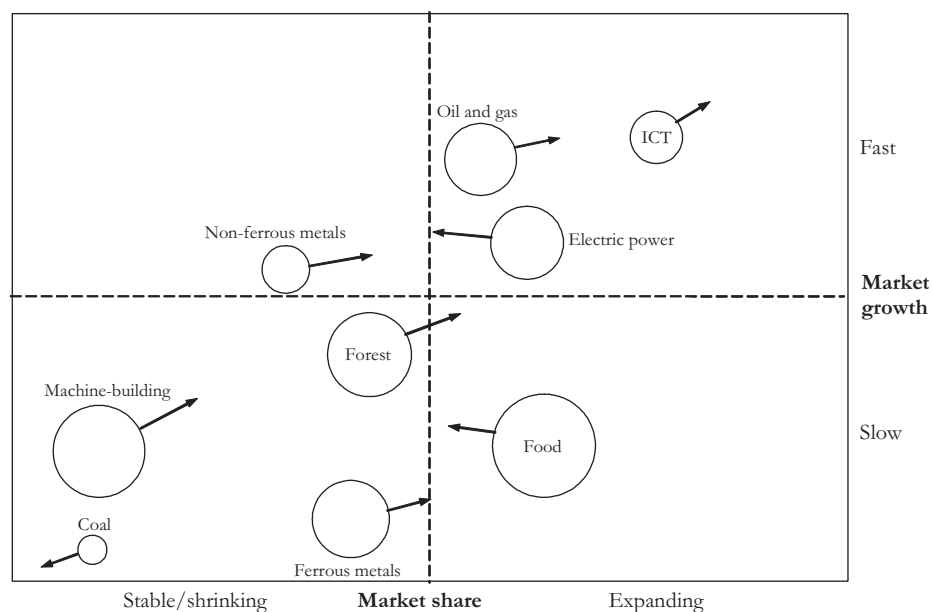 Oil and gas
ICT
Fast
Non-ferrous metals
Electric power
Market
growth
Forest
Machine-building
Slow
Food
Coal
Ferrous metals
Stable/shrinking
Market share
Expanding